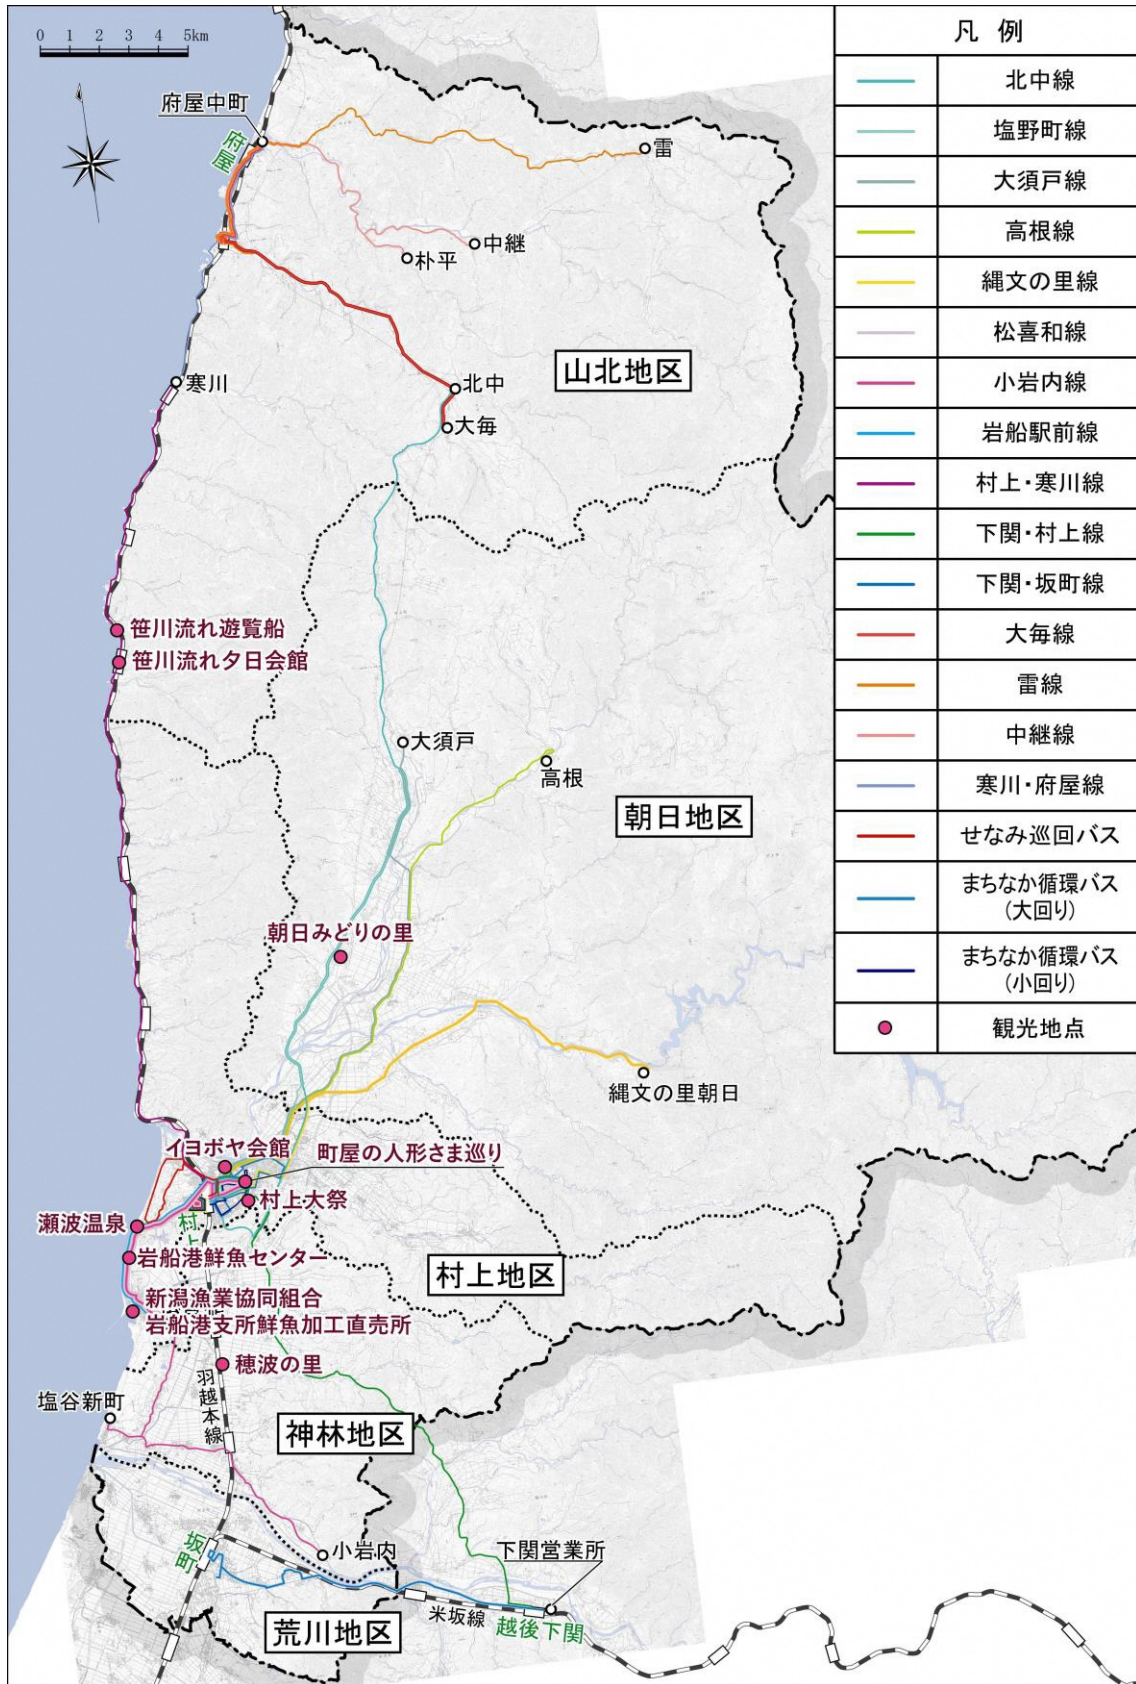 0 1 2 3 4 5km
府屋中町
府屋
雷
中継
朴平
北中
山北地区
寒川
大毎
笹川流れ遊覧船
笹川流れ夕日会館
大須戸
高根
朝日地区
朝日みどりの里
縄文の里朝日
イヨボヤ会館
町屋の人形さま巡り
村上大祭
瀬波温泉
村上
岩船港鮮魚センター
村上地区
新潟漁業協同組合
岩船港支所鮮魚加工直売所
穂波の里
羽越本線
塩谷新町
神林地区
坂町
小岩内
下関営業所
米坂線
越後下関
荒川地区
凡 例
北中線
塩野町線
大須戸線
高根線
縄文の里線
松喜和線
小岩内線
岩船駅前線
村上・寒川線
下関・村上線
下関・坂町線
大毎線
雷線
中継線
寒川・府屋線
せなみ巡回バス
まちなか循環バス
(大回り)
まちなか循環バス
(小回り)
観光地点